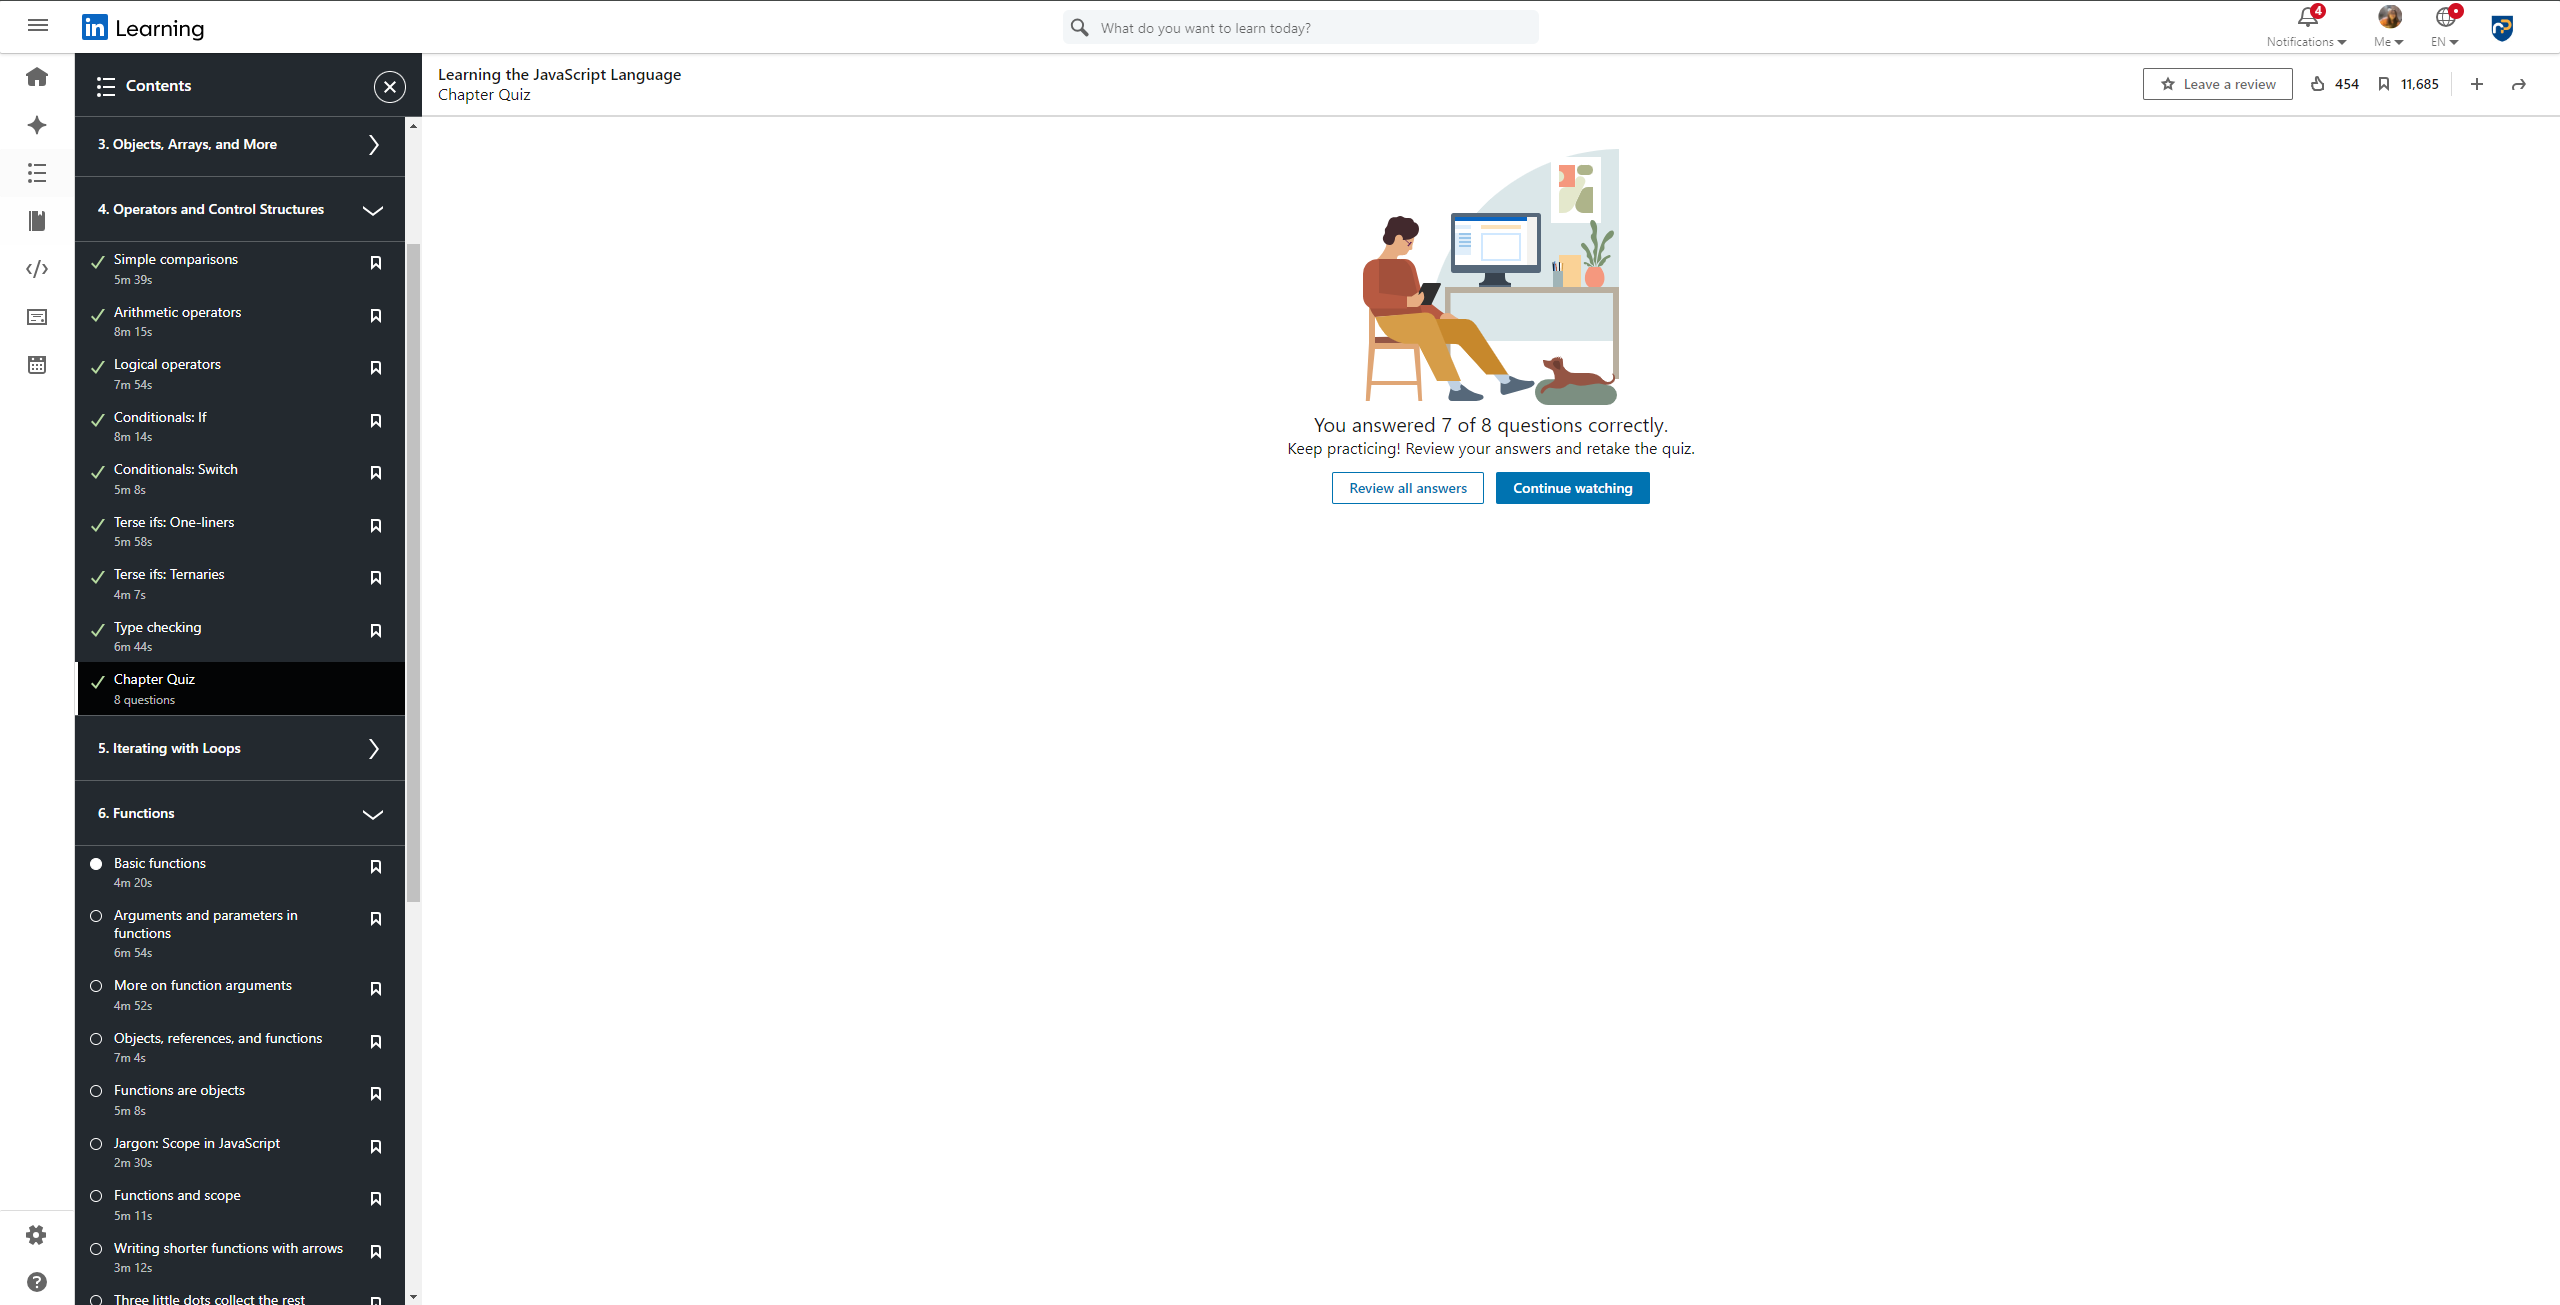 in Learning
What do you want to learn today?
4
Notifications
Me
EN
Contents
Learning the JavaScript Language
Chapter Quiz
Leave a review
454
11,685
3. Objects, Arrays, and More
4. Operators and Control Structures
Simple comparisons
5m 39s
Arithmetic operators
8m 15s
Logical operators
7m 54s
Conditionals: If
8m 14s
Conditionals: Switch
5m 8s
Terse ifs: One-liners
5m 58s
Terse ifs: Ternaries
4m 7s
Type checking
6m 44s
Chapter Quiz
8 questions
5. Iterating with Loops
6. Functions
Basic functions
4m 20s
Arguments and parameters in
functions
6m 54s
More on function arguments
4m 52s
Objects, references, and functions
7m 4s
Functions are objects
5m 8s
Jargon: Scope in JavaScript
2m 30s
Functions and scope
5m 11s
Writing shorter functions with arrows
3m 12s
Three little dots collect the rest
You answered 7 of 8 questions correctly.
Keep practicing! Review your answers and retake the quiz.
Review all answers
Continue watching